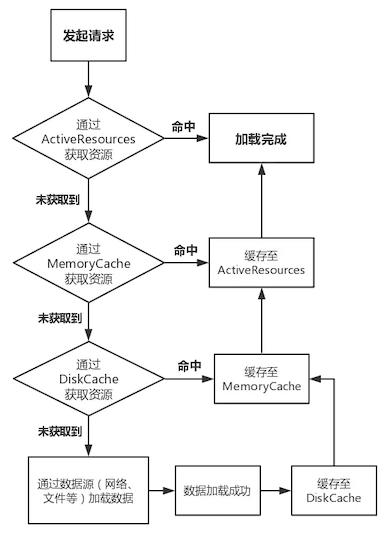 发起请求
通过
ActiveResources
获取资源
命中
加载完成
未获取到
通过
MemoryCache
获取资源
命中
缓存至
ActiveResources
未获取到
通过
DiskCache
获取资源
命中
缓存至
MemoryCache
未获取到
通过数据源（网络、
文件等）加载数据
数据加载成功
缓存至
DiskCache